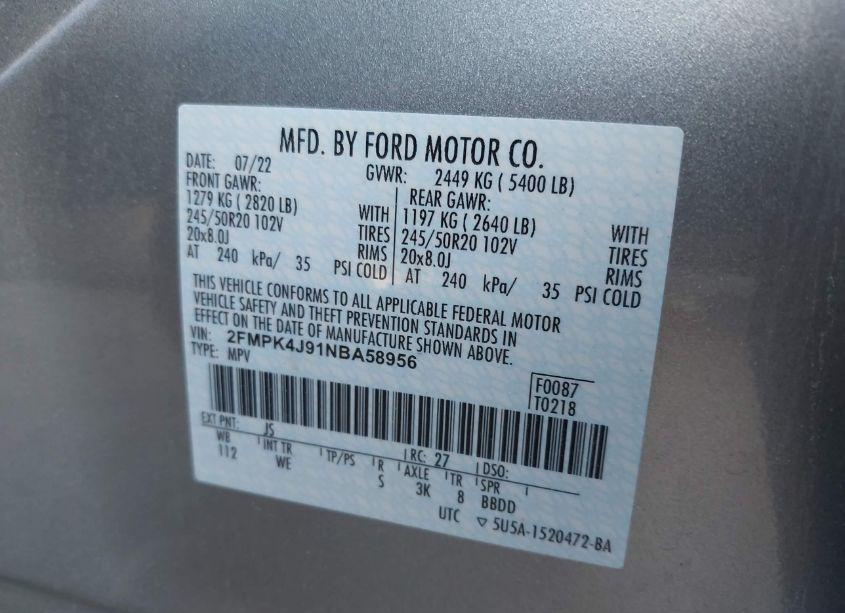 MFD. BY FORD MOTOR CO.
DATE: 07/22 GVWR: 2449 KG ( 5400 LB)
FRONT GAWR: REAR GAWR:
1279 KG ( 2820 LB) WITH 1197 KG ( 2640 LB) WITH
245/50R20 102V TIRES 245/50R20 102V TIRES
20x8.0J RIMS 20x8.0J RIMS
AT 240 kPa/ 35 PSI COLD AT 240 kPa/ 35 PSI COLD
THIS VEHICLE CONFORMS TO ALL APPLICABLE FEDERAL MOTOR
VEHICLE SAFETY AND THEFT PREVENTION STANDARDS IN
EFFECT ON THE DATE OF MANUFACTURE SHOWN ABOVE.
VIN: 2FMPK4J91NBA58956
TYPE: MPV
F0087
T0218
EXT PNT: JS RC: 27 DSO:
WB INT TR TP/PS R AXLE TR SPR
112 WE S 3K 8 BBDD
UTC ▽ 5U5A-1520472-BA